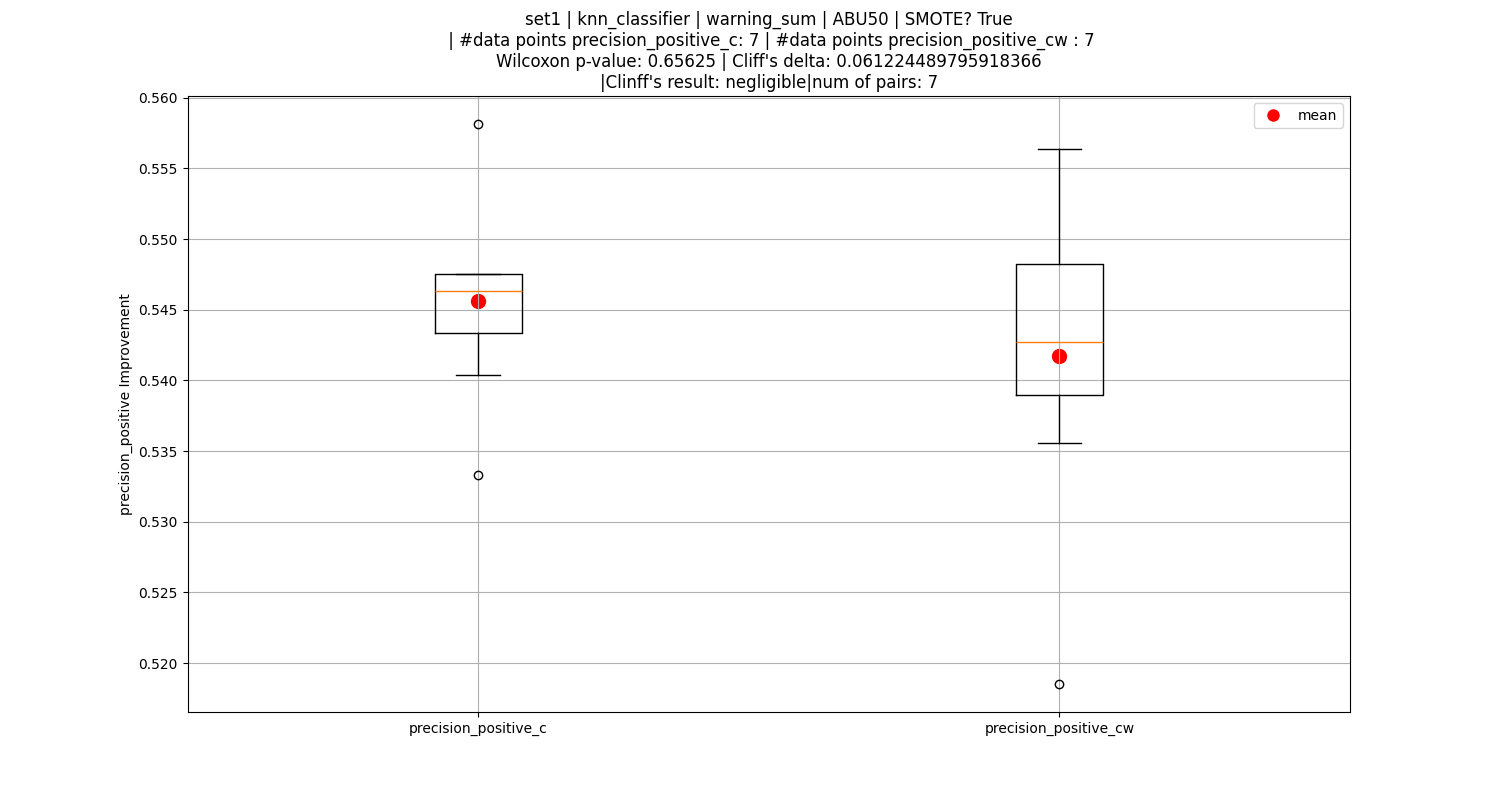 set1 | knn_classifier | warning_sum | ABU50 | SMOTE? True
| #data points precision_positive_c: 7 | #data points precision_positive_cw : 7
Wilcoxon p-value: 0.65625 | Cliff's delta: 0.061224489795918366
|Clinff's result: negligible|num of pairs: 7
mean
precision_positive Improvement
0.560
0.555
0.550
0.545
0.540
0.535
0.530
0.525
0.520
precision_positive_c
precision_positive_cw